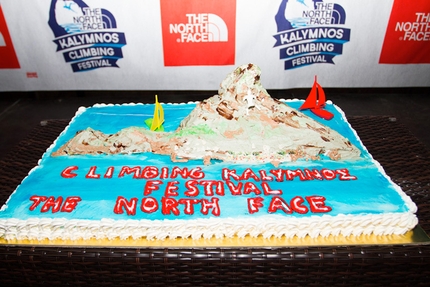 THE
NORTH
FACE
KALYMNOS
CLIMBING
FESTIVAL
THE
NORTH
FACE
THE
NORTH
FACE
KALYMNOS
CLIMBING
FESTIVAL
THE
NORTH
FACE
CLIMBING KALYMNOΣ
FESTIVAL
THE NORTH FACE